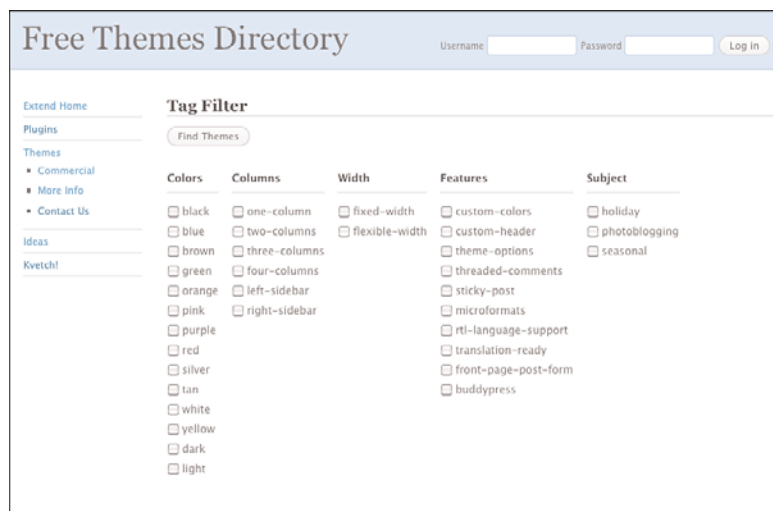 Free Themes Directory
Username Password Log in
Extend Home
Plugins
Themes
Commercial
More Info
Contact Us
Ideas
Kvetch!
Tag Filter
Find Themes
Colors
black
blue
brown
green
orange
pink
purple
red
silver
tan
white
yellow
dark
light
Columns
one-column
two-columns
three-columns
four-columns
left-sidebar
right-sidebar
Width
fixed-width
flexible-width
Features
custom-colors
custom-header
theme-options
threaded-comments
sticky-post
microformats
rtl-language-support
translation-ready
front-page-post-form
buddypress
Subject
holiday
photoblogging
seasonal